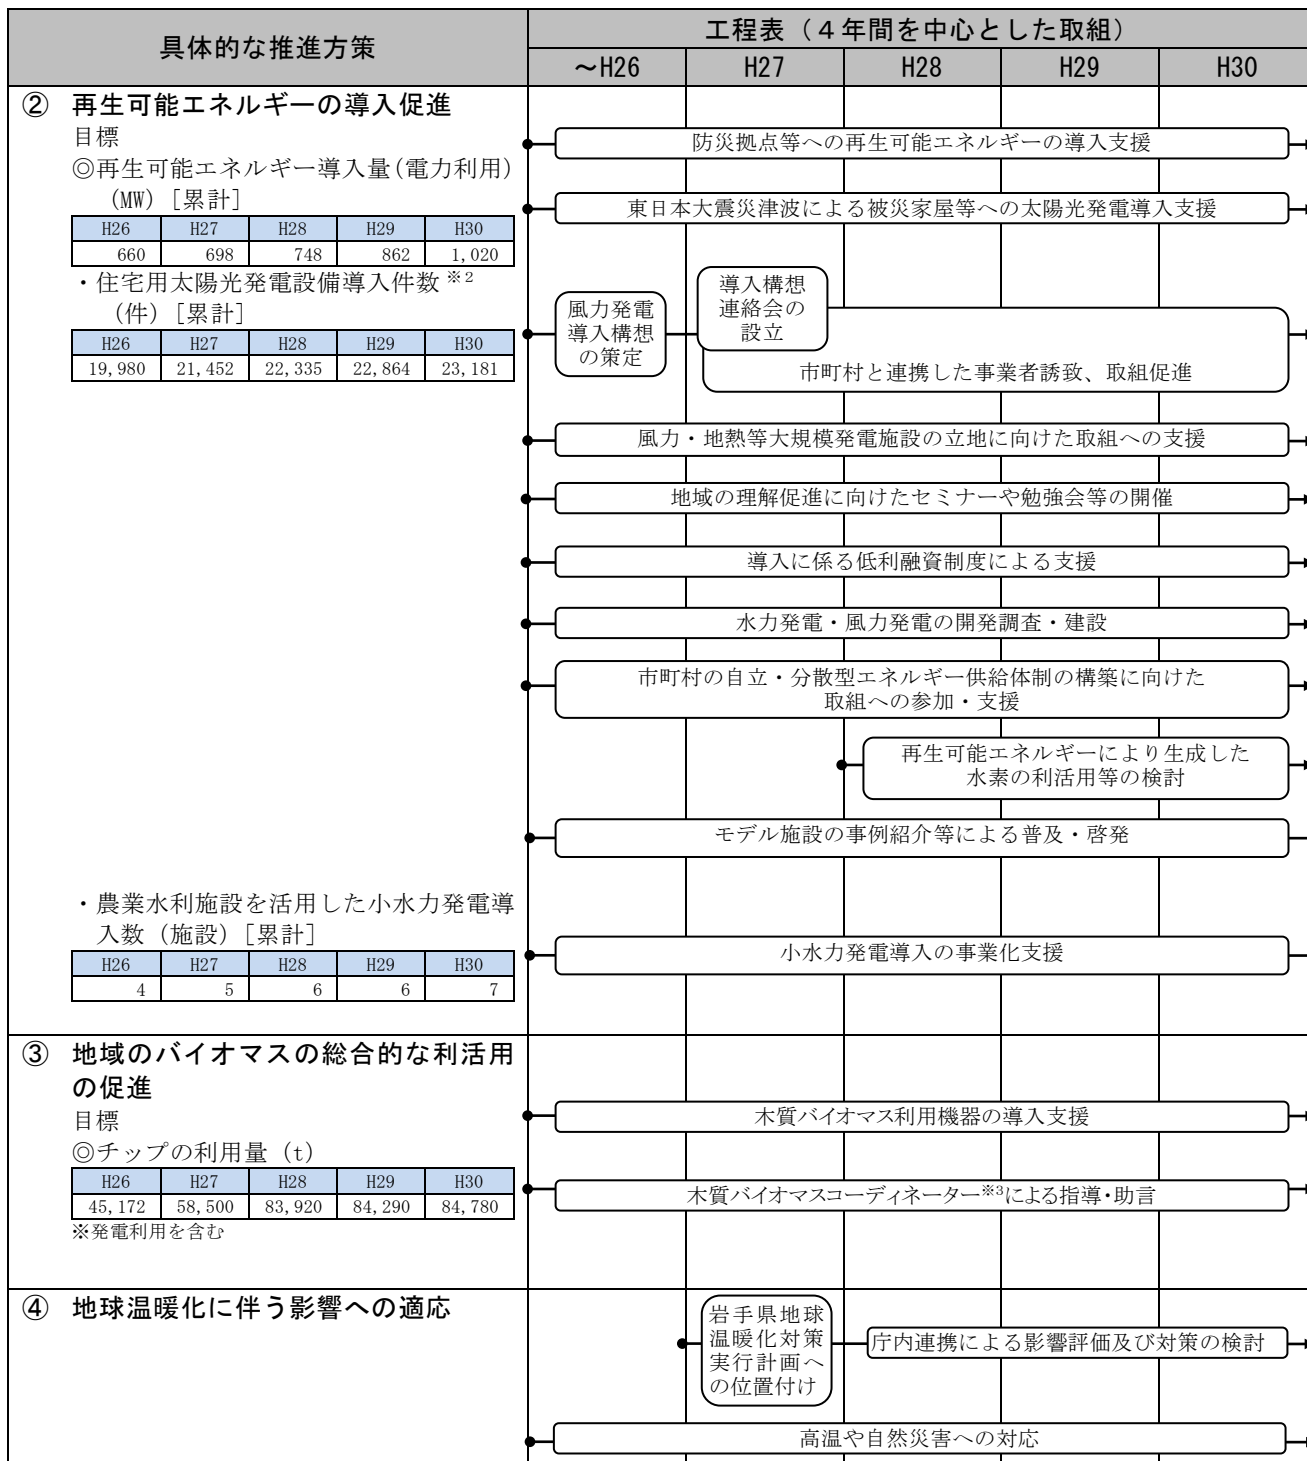 具体的な推進方策
工程表（４年間を中心とした取組）
～H26 H27 H28 H29 H30
② 再生可能エネルギーの導入促進
目標
◎再生可能エネルギー導入量(電力利用)
(MW)［累計］
H26 H27 H28 H29 H30
660 698 748 862 1,020
・住宅用太陽光発電設備導入件数※2
（件）［累計］
H26 H27 H28 H29 H30
19,980 21,452 22,335 22,864 23,181
防災拠点等への再生可能エネルギーの導入支援
東日本大震災津波による被災家屋等への太陽光発電導入支援
風力発電
導入構想
の策定
導入構想
連絡会の
設立
市町村と連携した事業者誘致、取組促進
風力・地熱等大規模発電施設の立地に向けた取組への支援
地域の理解促進に向けたセミナーや勉強会等の開催
導入に係る低利融資制度による支援
水力発電・風力発電の開発調査・建設
市町村の自立・分散型エネルギー供給体制の構築に向けた
取組への参加・支援
再生可能エネルギーにより生成した
水素の利活用等の検討
モデル施設の事例紹介等による普及・啓発
・農業水利施設を活用した小水力発電導
入数（施設）［累計］
H26 H27 H28 H29 H30
4 5 6 6 7
小水力発電導入の事業化支援
③ 地域のバイオマスの総合的な利活用
の促進
目標
◎チップの利用量（t）
H26 H27 H28 H29 H30
45,172 58,500 83,920 84,290 84,780
※発電利用を含む
木質バイオマス利用機器の導入支援
木質バイオマスコーディネーター※3による指導・助言
④ 地球温暖化に伴う影響への適応
岩手県地球
温暖化対策
実行計画へ
の位置付け
庁内連携による影響評価及び対策の検討
高温や自然災害への対応